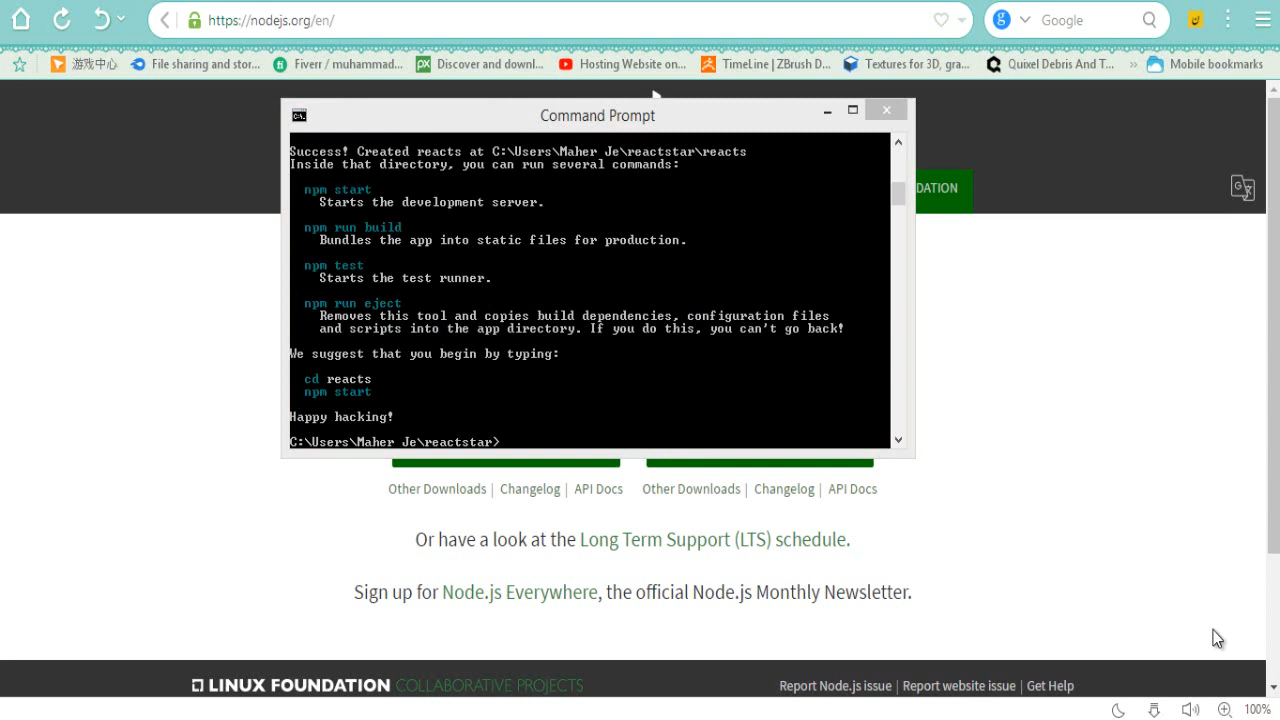 https://nodejs.org/en/
Google
游戏中心
File sharing and stor...
Fiverr / muhammad...
Discover and downl...
Hosting Website on...
TimeLine | ZBrush D...
Textures for 3D, gra...
Quixel Debris And T...
Mobile bookmarks
Command Prompt
Success! Created reacts at C:\Users\Maher Je\reactstar\reacts
Inside that directory, you can run several commands:
npm start
Starts the development server.
npm run build
Bundles the app into static files for production.
npm test
Starts the test runner.
npm run eject
Removes this tool and copies build dependencies, configuration files
and scripts into the app directory. If you do this, you can't go back!
We suggest that you begin by typing:
cd reacts
npm start
Happy hacking!
C:\Users\Maher Je\reactstar>
DATION
Other Downloads | Changelog | API Docs
Other Downloads | Changelog | API Docs
Or have a look at the Long Term Support (LTS) schedule.
Sign up for Node.js Everywhere, the official Node.js Monthly Newsletter.
LINUX FOUNDATION COLLABORATIVE PROJECTS
Report Node.js issue | Report website issue | Get Help
100%